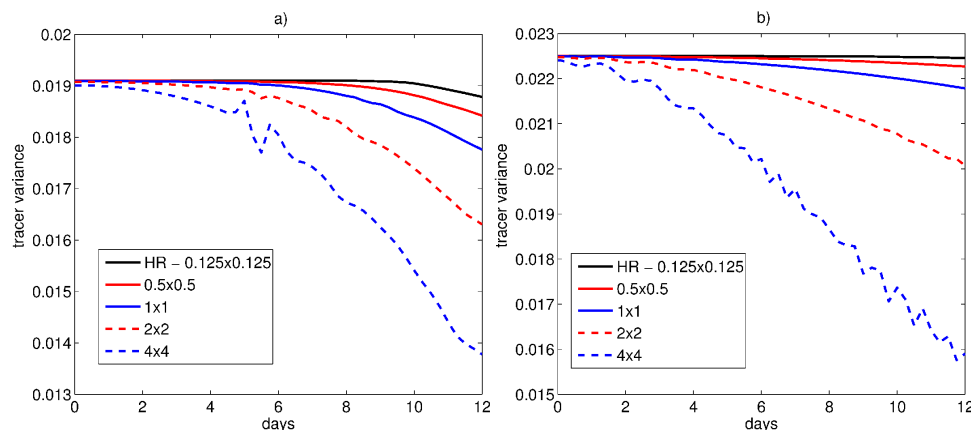 a)
0.02
0.019
0.018
0.017
0.016
0.015
0.014
0.013
tracer variance
HR − 0.125x0.125
0.5x0.5
1x1
2x2
4x4
0 2 4 6 8 10 12
days
b)
0.023
0.022
0.021
0.02
0.019
0.018
0.017
0.016
0.015
tracer variance
HR − 0.125x0.125
0.5x0.5
1x1
2x2
4x4
0 2 4 6 8 10 12
days